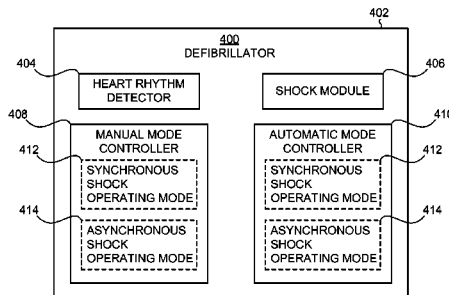 402
400
DEFIBRILLATOR
404
406
HEART RHYTHM
DETECTOR
SHOCK MODULE
408
410
MANUAL MODE
CONTROLLER
AUTOMATIC MODE
CONTROLLER
412
412
SYNCHRONOUS
SHOCK
OPERATING MODE
SYNCHRONOUS
SHOCK
OPERATING MODE
414
414
ASYNCHRONOUS
SHOCK
OPERATING MODE
ASYNCHRONOUS
SHOCK
OPERATING MODE